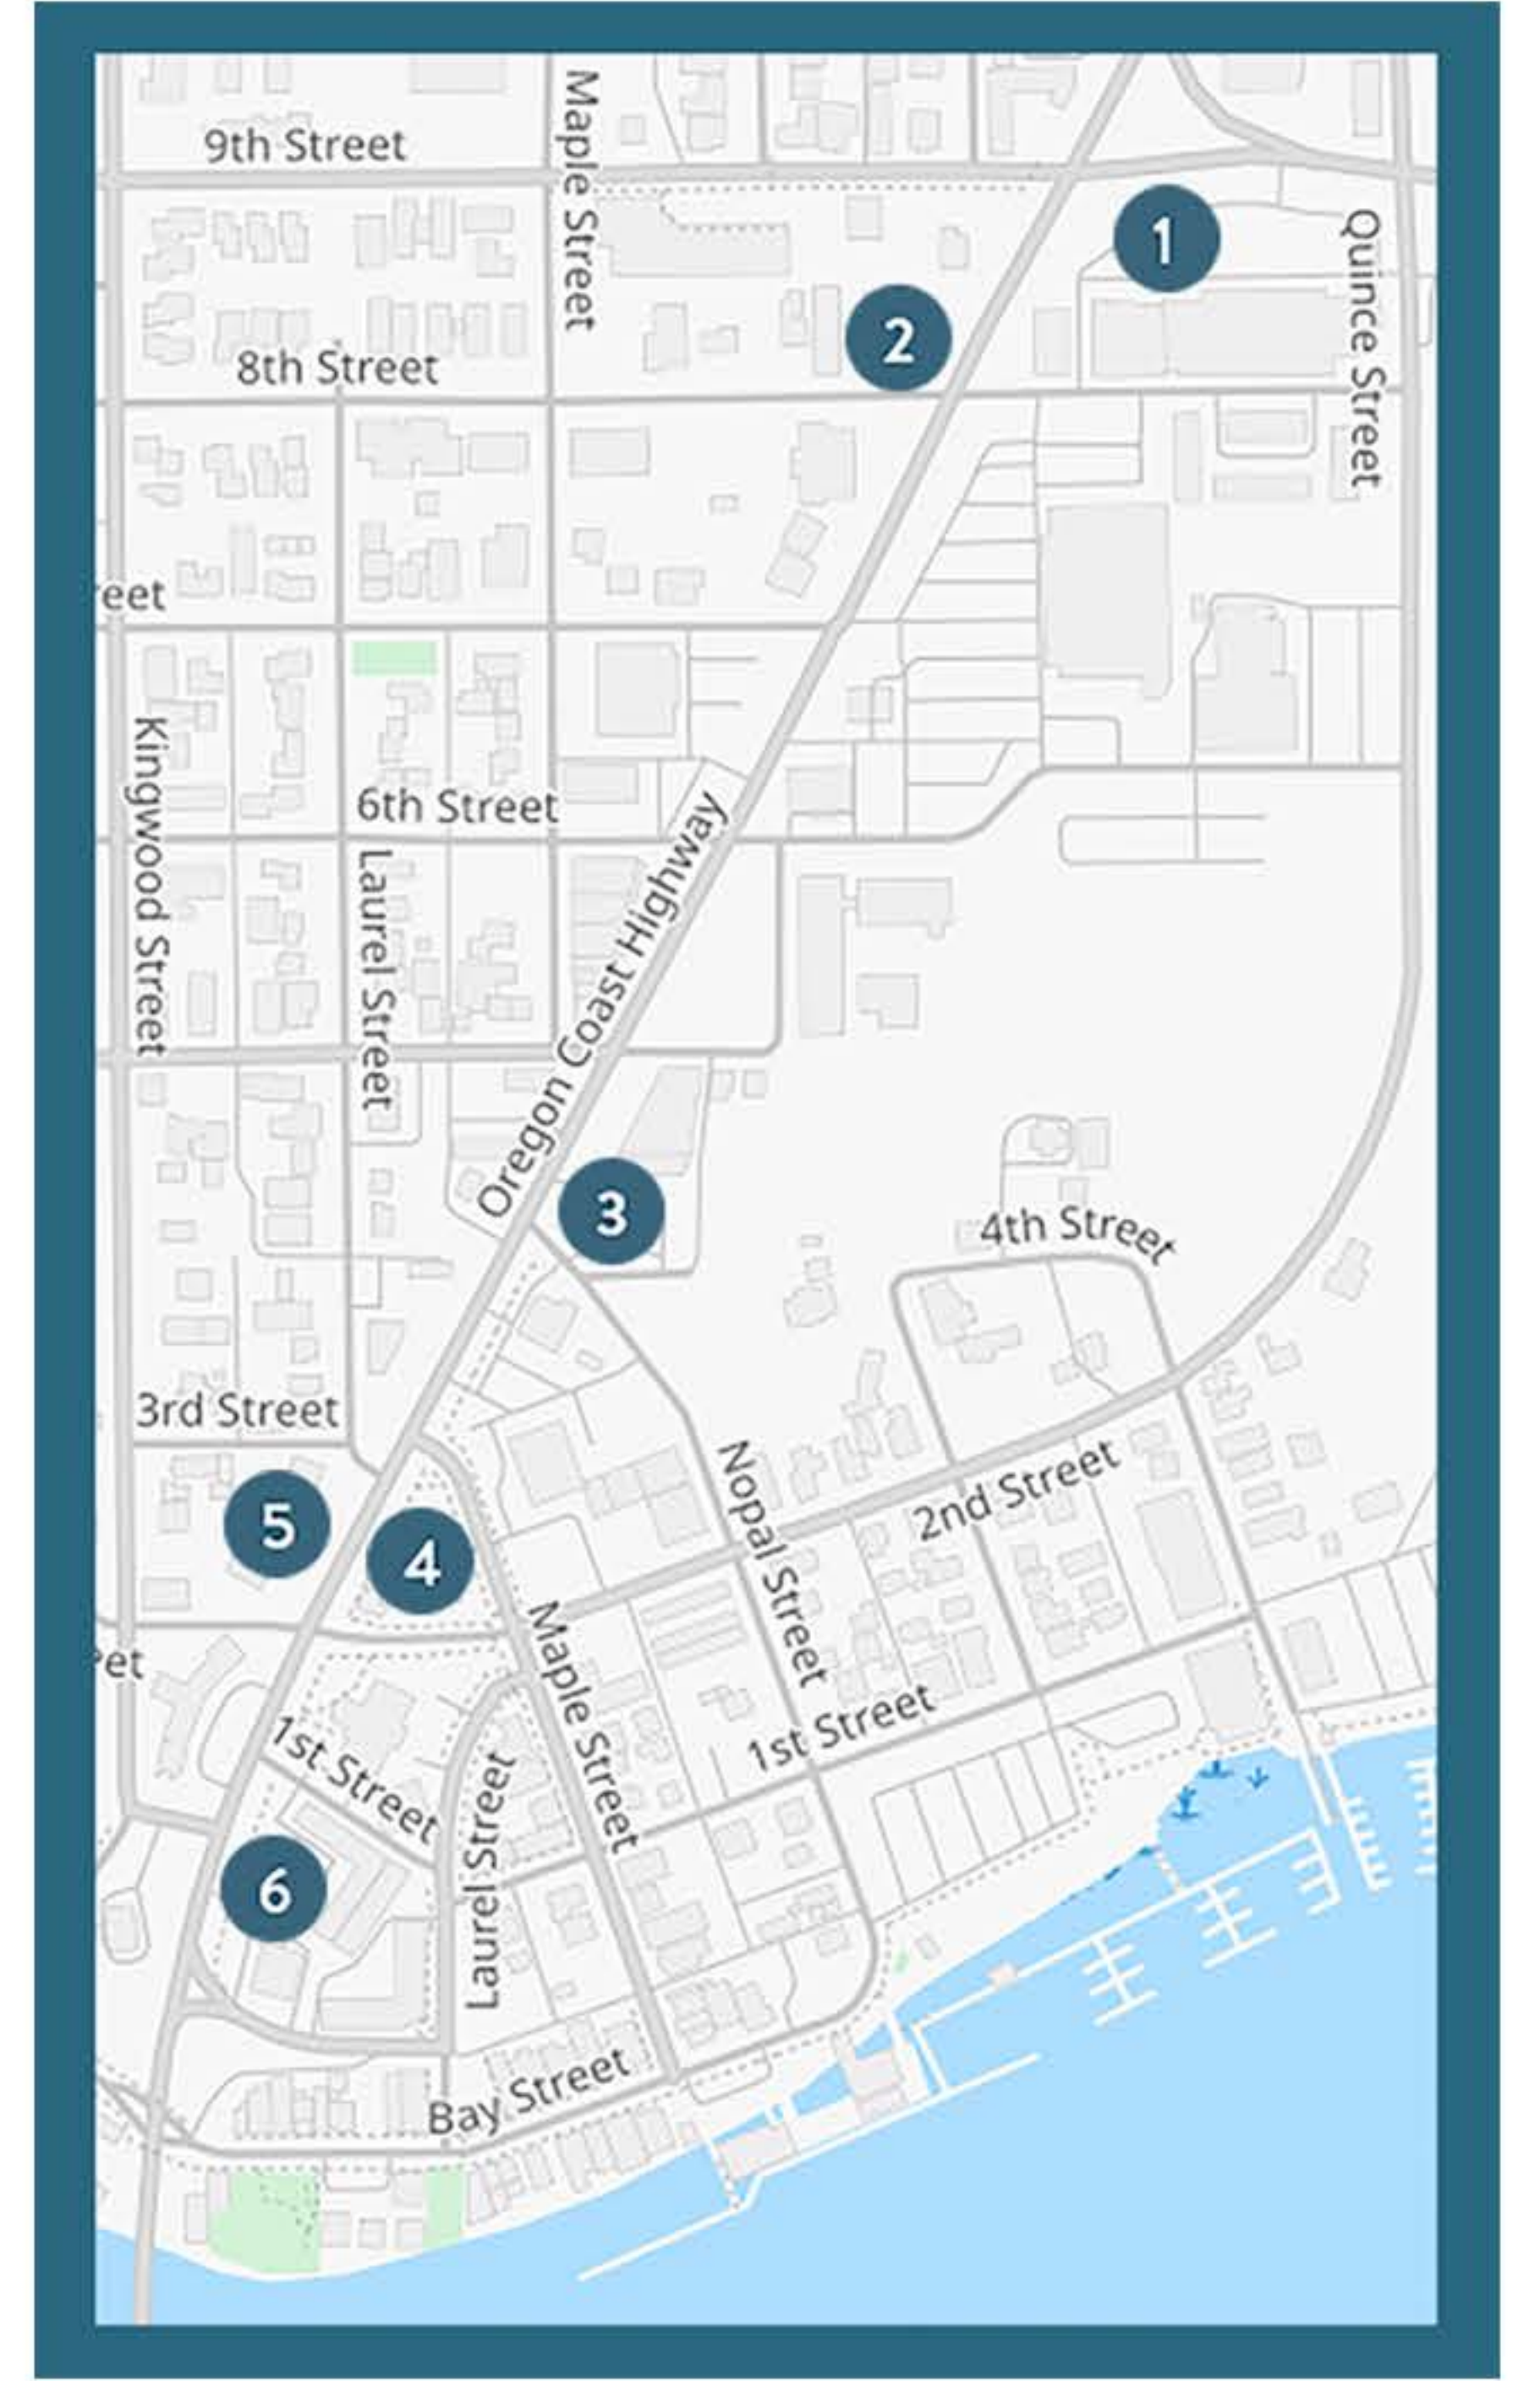 9th Street
Maple Street
1
Quince Street
2
8th Street
reet
Kingwood Street
6th Street
Laurel Street
Oregon Coast Highway
3
4th Street
3rd Street
5
4
2nd Street
Nopal Street
Maple Street
eet
1st Street
1st Street
Laurel Street
6
Bay Street